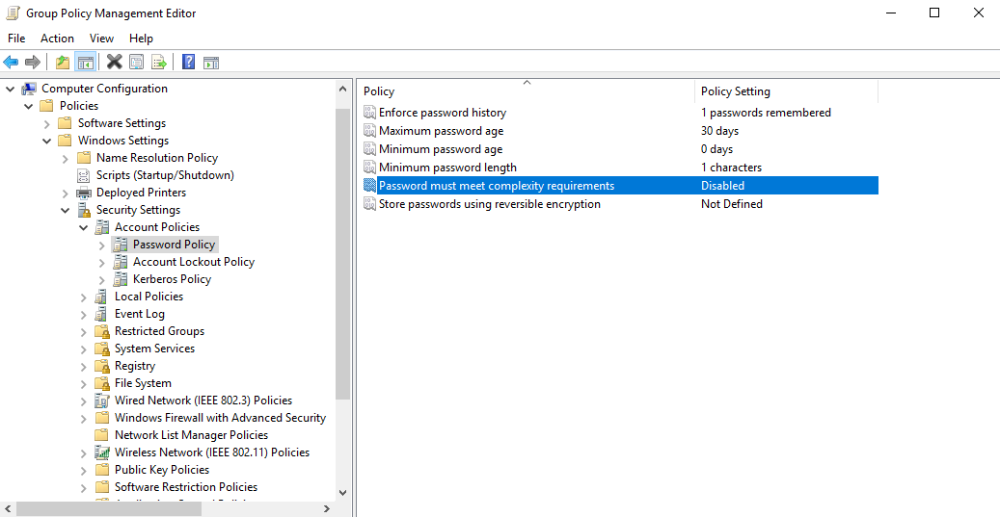 Group Policy Management Editor
File Action View Help
Computer Configuration
Policies
Software Settings
Windows Settings
Name Resolution Policy
Scripts (Startup/Shutdown)
Deployed Printers
Security Settings
Account Policies
Password Policy
Account Lockout Policy
Kerberos Policy
Local Policies
Event Log
Restricted Groups
System Services
Registry
File System
Wired Network (IEEE 802.3) Policies
Windows Firewall with Advanced Security
Network List Manager Policies
Wireless Network (IEEE 802.11) Policies
Public Key Policies
Software Restriction Policies
Policy Policy Setting
Enforce password history 1 passwords remembered
Maximum password age 30 days
Minimum password age 0 days
Minimum password length 1 characters
Password must meet complexity requirements Disabled
Store passwords using reversible encryption Not Defined